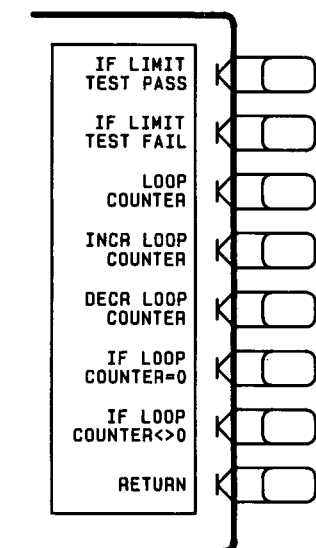 IF LIMIT
TEST PASS
IF LIMIT
TEST FAIL
LOOP
COUNTER
INCR LOOP
COUNTER
DECR LOOP
COUNTER
IF LOOP
COUNTER=0
IF LOOP
COUNTER<>0
RETURN